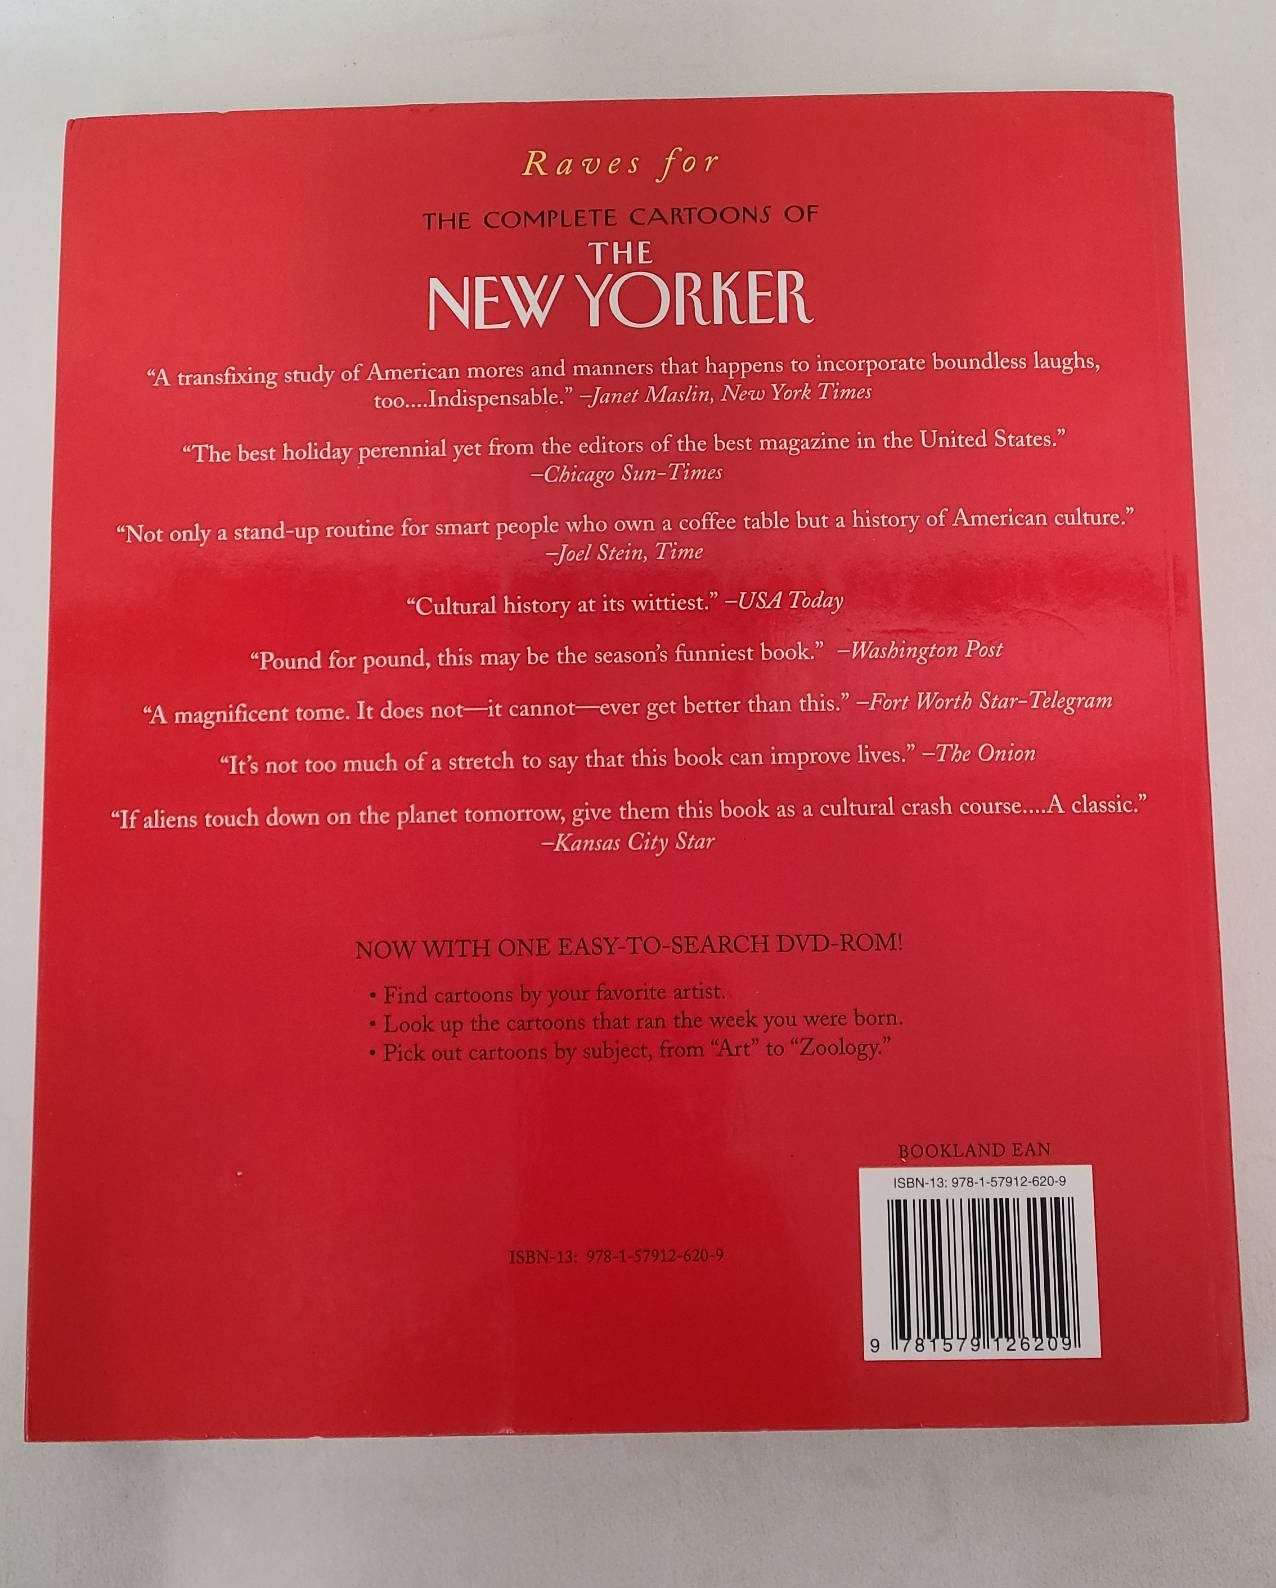 Raves for
THE COMPLETE CARTOONS OF
THE
NEW YORKER
“A transfixing study of American mores and manners that happens to incorporate boundless laughs,
too....Indispensable.” –Janet Maslin, New York Times
“The best holiday perennial yet from the editors of the best magazine in the United States.”
–Chicago Sun-Times
“Not only a stand-up routine for smart people who own a coffee table but a history of American culture.”
–Joel Stein, Time
“Cultural history at its wittiest.” –USA Today
“Pound for pound, this may be the season’s funniest book.” –Washington Post
“A magnificent tome. It does not—it cannot—ever get better than this.” –Fort Worth Star-Telegram
“It’s not too much of a stretch to say that this book can improve lives.” –The Onion
“If aliens touch down on the planet tomorrow, give them this book as a cultural crash course....A classic.”
–Kansas City Star
NOW WITH ONE EASY-TO-SEARCH DVD-ROM!
• Find cartoons by your favorite artist.
• Look up the cartoons that ran the week you were born.
• Pick out cartoons by subject, from “Art” to “Zoology.”
BOOKLAND EAN
ISBN-13: 978-1-57912-620-9
ISBN-13: 978-1-57912-620-9
9 781579 126209